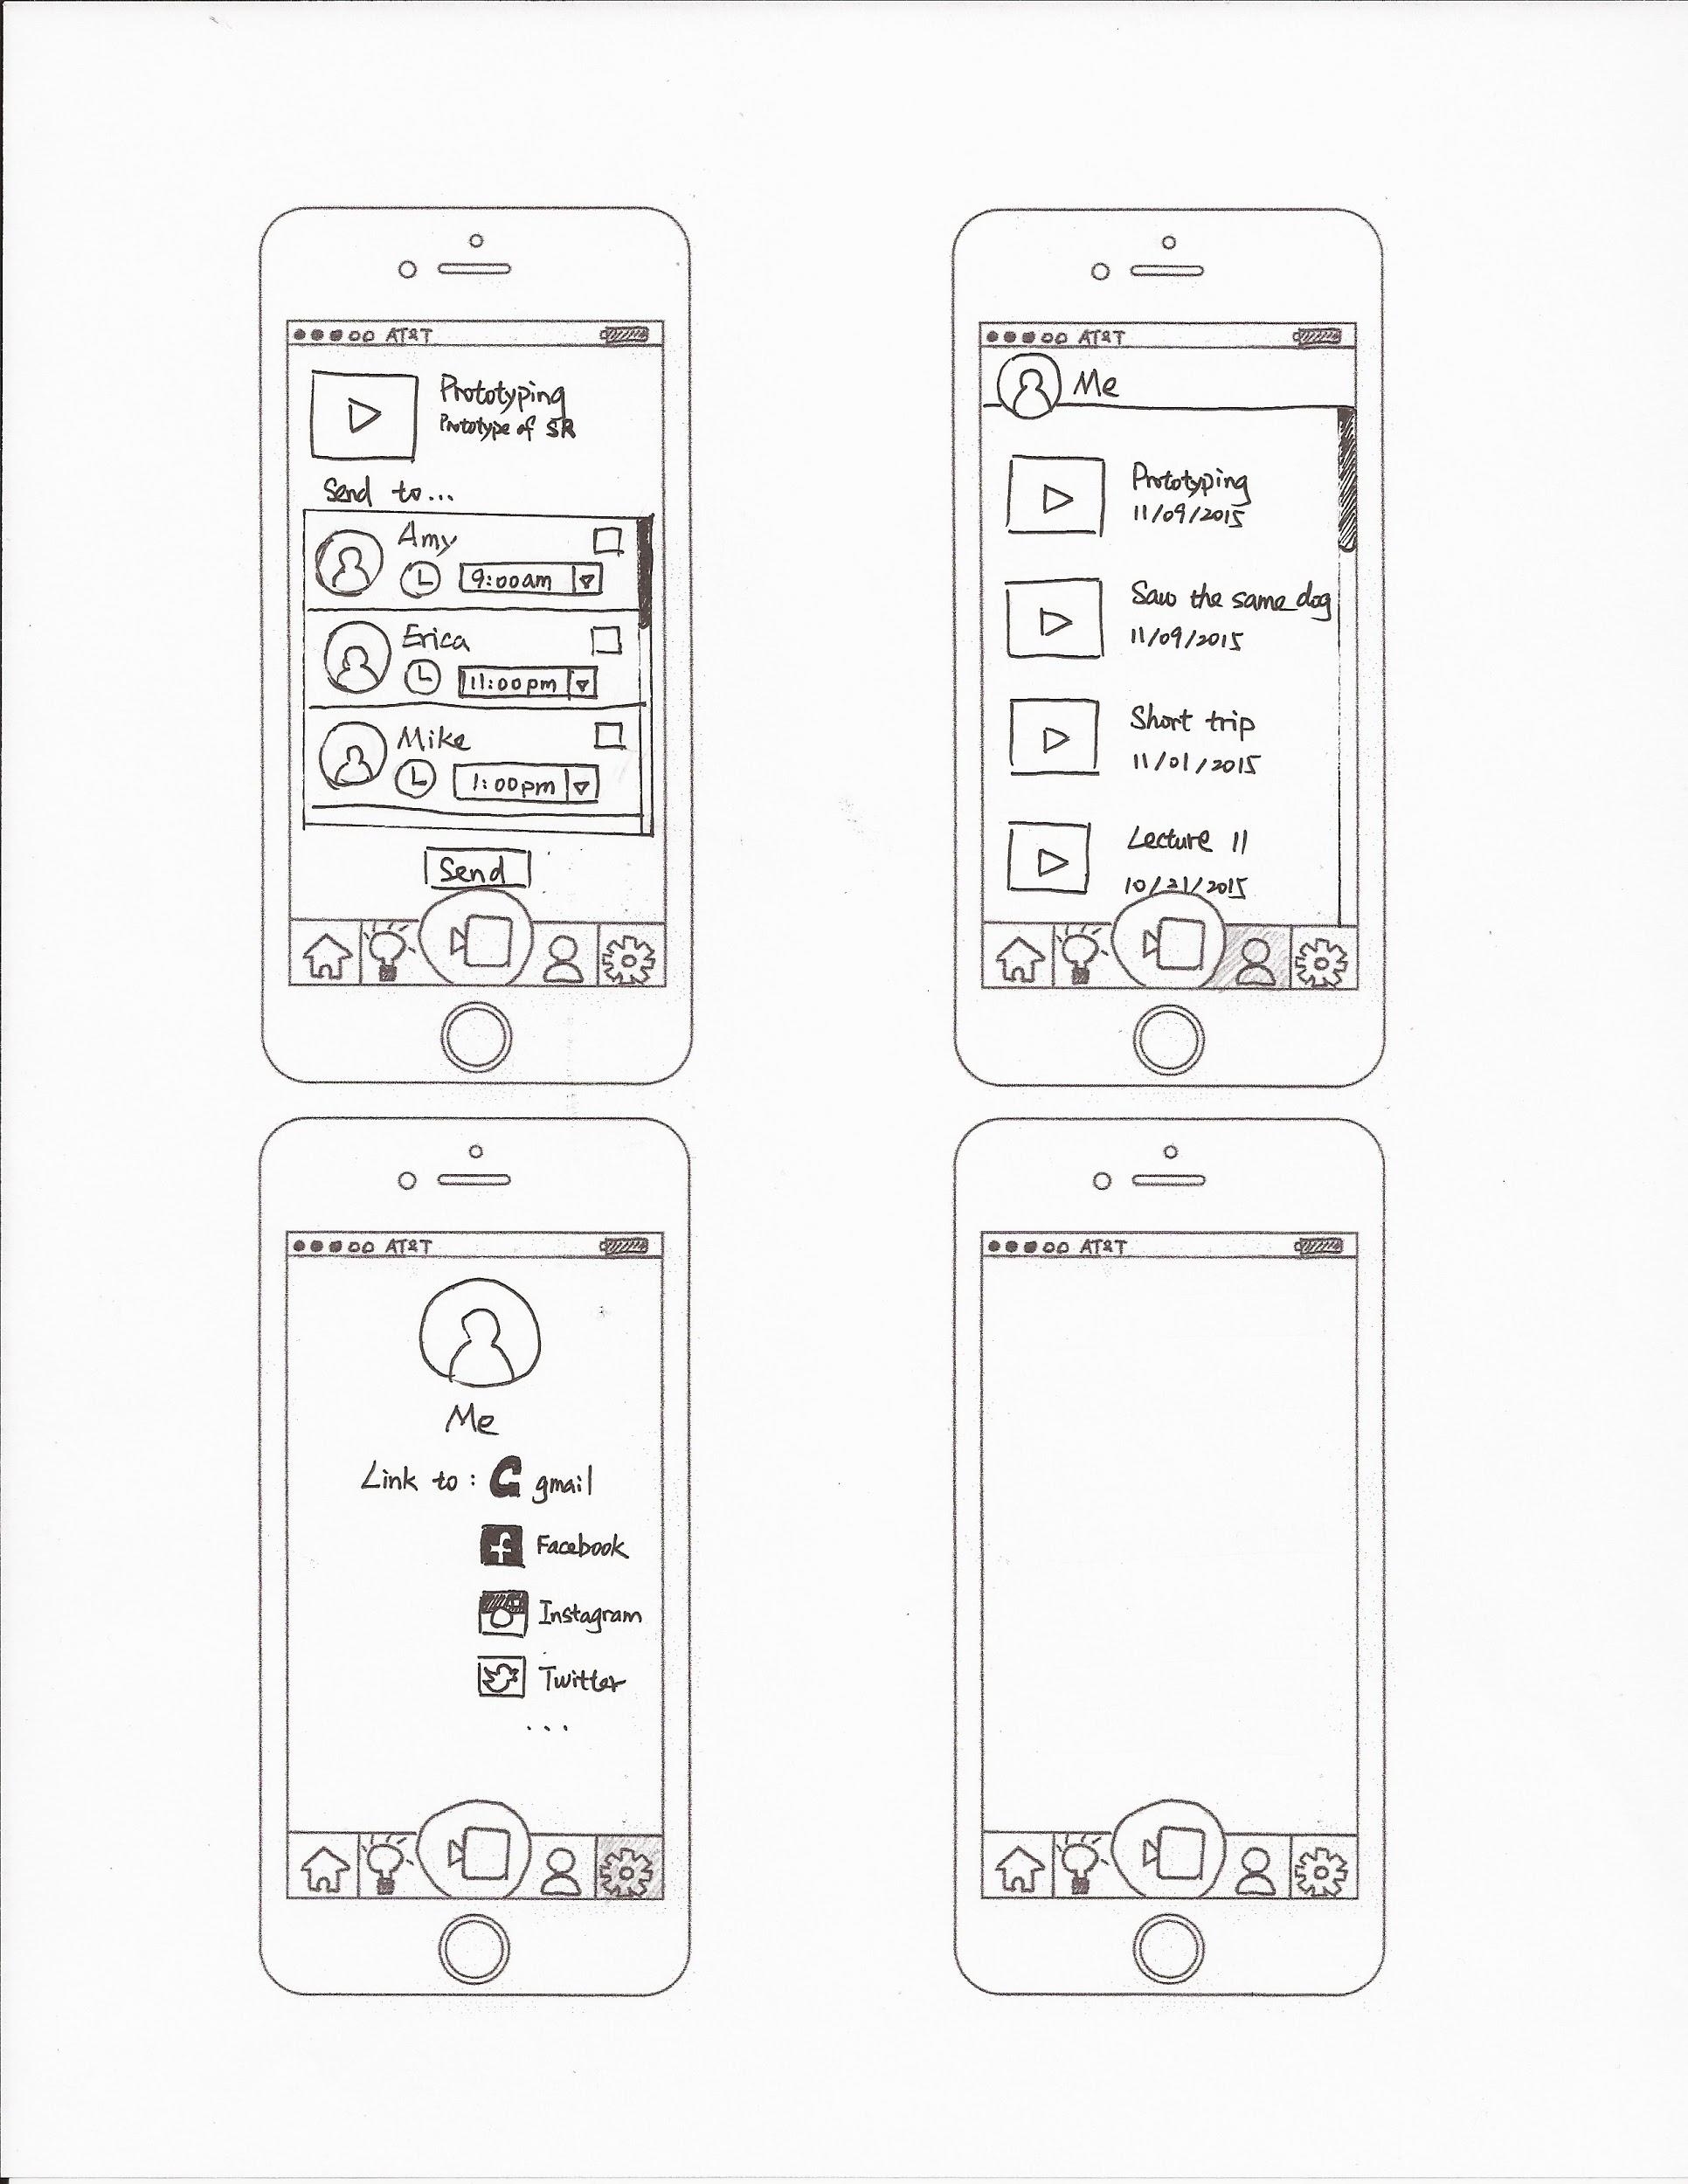 AT&T
Prototyping
Prototype of SR
Send to...
Amy
9:00am
Erica
11:00pm
Mike
1:00pm
Send
AT&T
Me
Prototyping
11/09/2015
Saw the same dog
11/09/2015
Short trip
11/01/2015
Lecture 11
10/21/2015
AT&T
Me
Link to: G gmail
f Facebook
Instagram
Twitter
...
AT&T